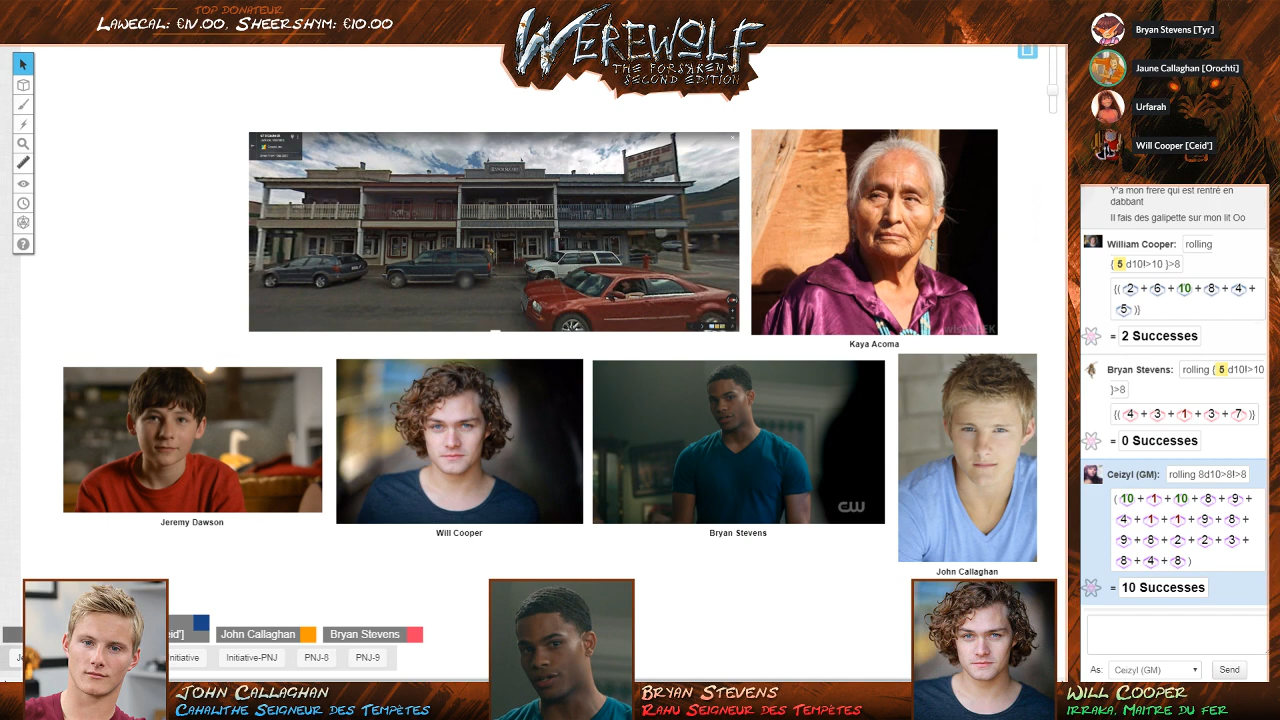 TOP DONATEUR
LAWECAL: €IV.00, SHEERSHYM: €10.00
WEREWOLF
THE FORSAKEN
SECOND EDITION
Bryan Stevens [Tyr]
Jaune Callaghan [Orochti]
Urfarah
Will Cooper [Ceid']
Kaya Acoma
Jeremy Dawson
Will Cooper
Bryan Stevens
CW
John Callaghan
eid']
John Callaghan
Bryan Stevens
Je
nitiative
Initiative-PNJ
PNJ-8
PNJ-9
JOHN CALLAGHAN
CAHALITHE SEIGNEUR DES TEMPÊTES
BRYAN STEVENS
RAHU SEIGNEUR DES TEMPÊTES
WILL COOPER
IRRAKA, MAITRE DU FER
Y'a mon frere qui est rentré en
dabbant
Il fais des galipette sur mon lit Oo
William Cooper: rolling
{ 5 d10!>10 }>8
({ 2 + 6 + 10 + 8 + 4 +
5 )}
= 2 Successes
Bryan Stevens: rolling { 5 d10!>10
}>8
({ 4 + 3 + 1 + 3 + 7 )}
= 0 Successes
Ceizyl (GM): rolling 8d10>8!>8
( 10 + 1 + 10 + 8 + 9 +
4 + 1 + 1 + 9 + 8 +
9 + 8 + 2 + 2 + 3 +
8 + 4 + 8 )
= 10 Successes
As: Ceizyl (GM) Send